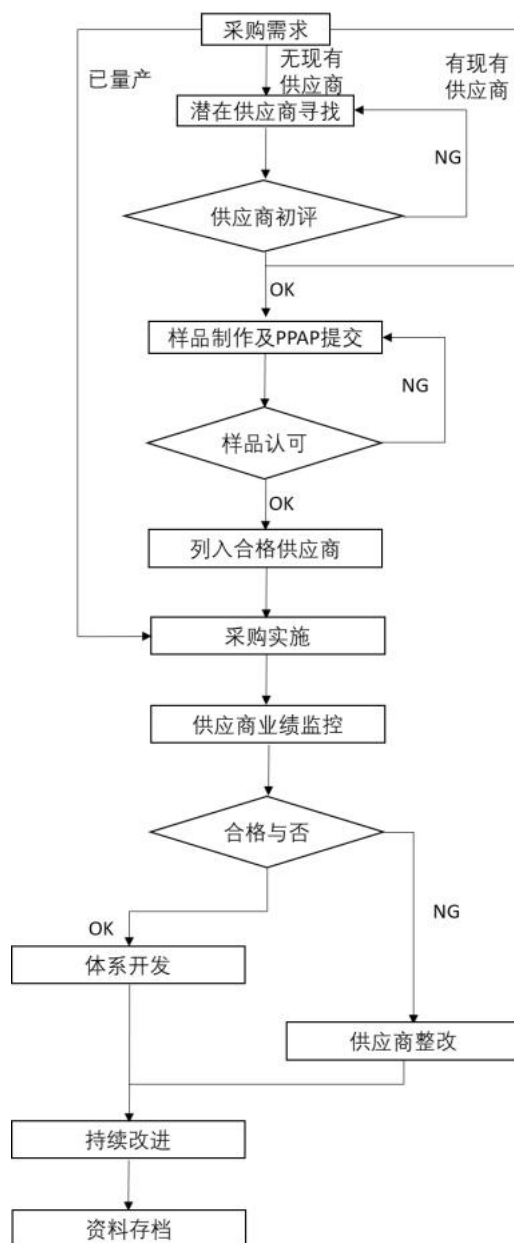 采购需求
已量产
无现有
供应商
有现有
供应商
潜在供应商寻找
NG
供应商初评
OK
样品制作及PPAP提交
NG
样品认可
OK
列入合格供应商
采购实施
供应商业绩监控
合格与否
OK
NG
体系开发
供应商整改
持续改进
资料存档